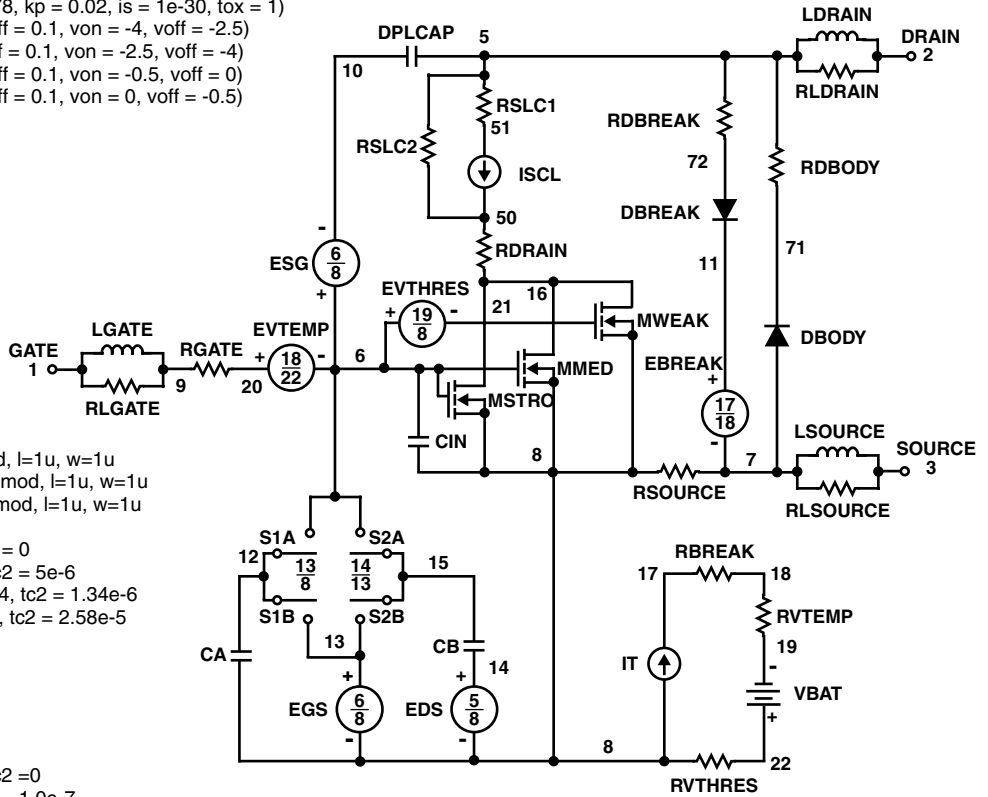 78, kp = 0.02, is = 1e-30, tox = 1)
ff = 0.1, von = -4, voff = -2.5)
f = 0.1, von = -2.5, voff = -4)
ff = 0.1, von = -0.5, voff = 0)
ff = 0.1, von = 0, voff = -0.5)
DPLCAP
5
10
LDRAIN
DRAIN
2
RLDRAIN
RSLC1
51
RSLC2
ISCL
50
RDRAIN
RDBREAK
72
DBREAK
11
RDBODY
71
DBODY
-
ESG
6
8
+
EVTHRES
+
19
8
-
16
21
MWEAK
MMED
MSTRO
EBREAK
+
17
18
-
GATE
1
LGATE
RLGATE
9
RGATE
20
EVTEMP
+
18
22
-
6
CIN
8
RSOURCE
7
LSOURCE
SOURCE
3
RLSOURCE
d, l=1u, w=1u
mod, l=1u, w=1u
mod, l=1u, w=1u
= 0
c2 = 5e-6
4, tc2 = 1.34e-6
, tc2 = 2.58e-5
S1A
S2A
12
13
8
14
13
15
S1B
S2B
13
CA
CB
14
+
EGS
6
8
-
+
EDS
5
8
-
8
17
RBREAK
18
RVTEMP
19
-
IT
VBAT
+
22
RVTHRES
c2 =0